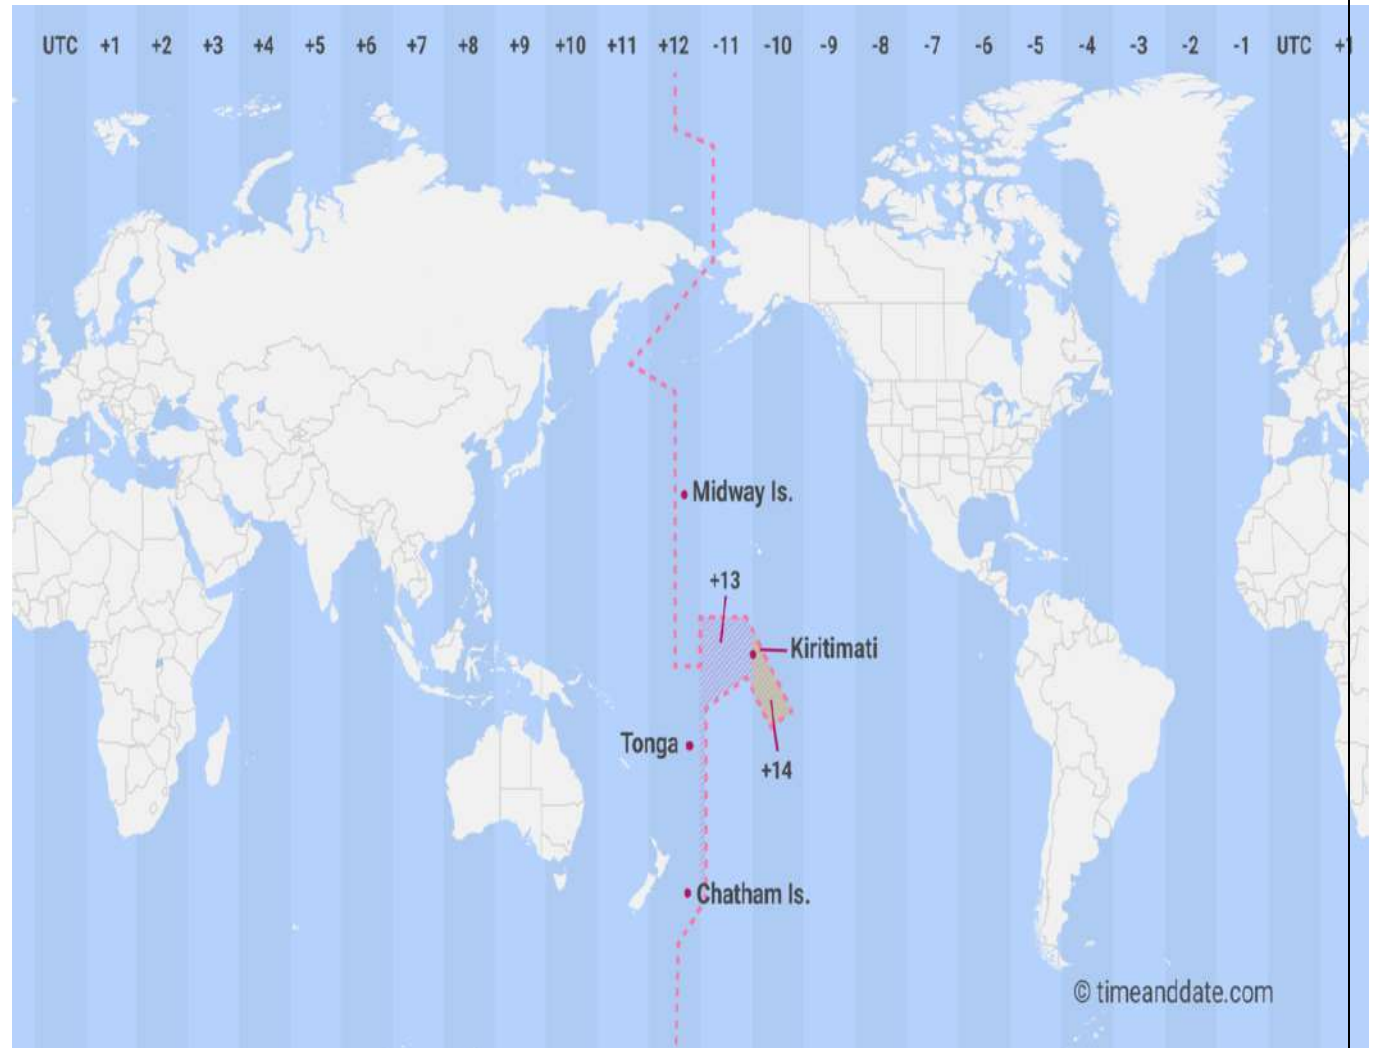 UTC +1 +2 +3 +4 +5 +6 +7 +8 +9 +10 +11 +12 -11 -10 -9 -8 -7 -6 -5 -4 -3 -2 -1 UTC +1
Midway Is.
+13
Kiritimati
Tonga
+14
Chatham Is.
© timeanddate.com